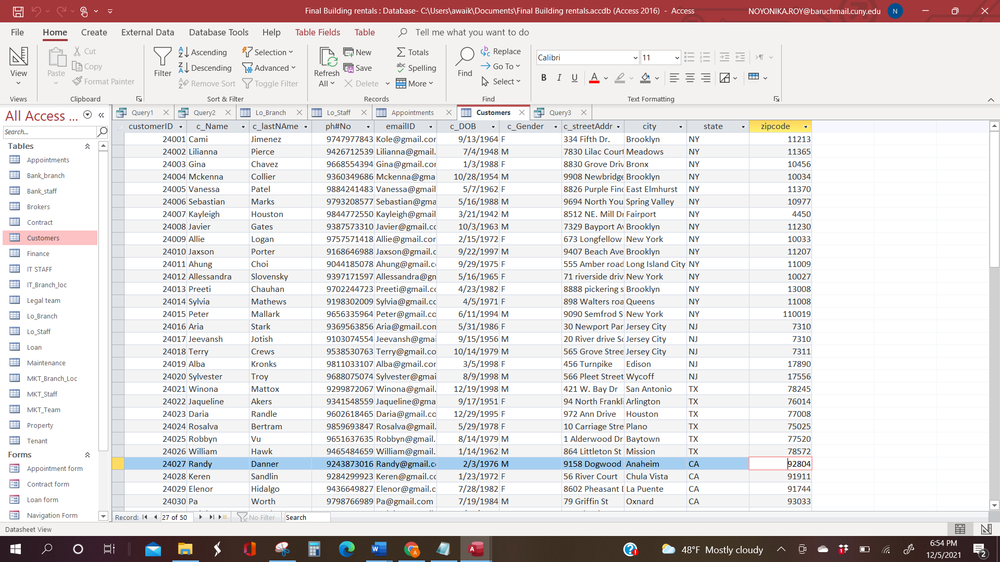 Final Building rentals : Database- C:\Users\awaik\Documents\Final Building rentals.accdb (Access 2016) - Access
NOYONIKA.ROY@baruchmail.cuny.edu N
File Home Create External Data Database Tools Help Table Fields Table Tell me what you want to do
View
Views
Paste
Cut
Copy
Format Painter
Clipboard
Filter
Ascending
Descending
Remove Sort
Selection
Advanced
Toggle Filter
Sort & Filter
Refresh All
New
Save
Delete
Totals
Spelling
More
Records
Find
Replace
Go To
Select
Find
Calibri 11
B I U A
Text Formatting
All Access ...
Search...
Tables
Appointments
Bank_branch
Bank_staff
Brokers
Contract
Customers
Finance
IT STAFF
IT_Branch_loc
Legal team
Lo_Branch
Lo_Staff
Loan
Maintenance
MKT_Branch_Loc
MKT_Staff
MKT_Team
Property
Tenant
Forms
Appointment form
Contract form
Loan form
Navigation Form
Query1 Query2 Lo_Branch Lo_Staff Appointments Customers Query3
customerID c_Name c_lastNAme ph#No emailID c_DOB c_Gender c_streetAddr city state zipcode
24001 Cami Jimenez 9747977843 Kole@gmail.cor 9/13/1964 F 334 Fifth Dr. Brooklyn NY 11213
24002 Lilianna Pierce 9426712539 Lilianna@gmail. 7/4/1948 M 7830 Lilac Court Meadows NY 11365
24003 Gina Chavez 9668554394 Gina@gmail.cor 1/3/1988 F 8830 Grove Driv Bronx NY 10456
24004 Mckenna Collier 9360349686 Mckenna@gma 10/28/1954 M 9908 Newbridge Brooklyn NY 10034
24005 Vanessa Patel 9884241483 Vanessa@gmail 5/7/1962 F 8826 Purple Finc East Elmhurst NY 11370
24006 Sebastian Marks 9793208577 Sebastian@gma 5/16/1988 M 9694 North You Spring Valley NY 10977
24007 Kayleigh Houston 9844772550 Kayleigh@gmail 3/21/1942 M 8512 NE. Mill Dr Fairport NY 4450
24008 Javier Gates 9387573310 Javier@gmail.cc 10/3/1963 M 7329 Bayport Av Brooklyn NY 11230
24009 Allie Logan 9757571418 Allie@gmail.cor 2/15/1972 F 673 Longfellow New York NY 10033
24010 Jaxson Porter 9168646988 Jaxson@gmail.c 9/22/1997 M 9407 Beach Ave Brooklyn NY 11207
24011 Ahung Choi 9044185078 Ahung@gmail.c 9/29/1975 F 555 Amber road Long Island City NY 11009
24012 Allessandra Slovensky 9397171597 Allessandra@gn 5/16/1965 F 71 riverside driv New York NY 10027
24013 Preeti Chauhan 9702244723 Preeti@gmail.cc 4/23/1982 F 8888 pickering s Brooklyn NY 13008
24014 Sylvia Mathews 9198302009 Sylvia@gmail.cc 4/5/1971 F 898 Walters roa Queens NY 11008
24015 Peter Mallark 9656335964 Peter@gmail.co 6/11/1994 M 9090 Semfrod S New York NY 110019
24016 Aria Stark 9369563856 Aria@gmail.con 5/31/1986 F 30 Newport Par Jersey City NJ 7310
24017 Jeevansh Jotish 9103074554 Jeevansh@gmai 9/15/1956 M 20 River drive Sc Jersey City NJ 7310
24018 Terry Crews 9538530763 Terry@gmail.co 10/14/1979 M 565 Grove Stree Jersey City NJ 7311
24019 Alba Kronks 9811033107 Alba@gmail.cor 3/5/1998 F 456 Turnpike Edison NJ 17890
24020 Sylvester Troy 9688075074 Sylvester@gmai 8/9/1998 M 566 Pleet Street Wycoff NJ 17556
24021 Winona Mattox 9299872067 Winona@gmail. 12/19/1998 M 421 W. Bay Dr San Antonio TX 78245
24022 Jaqueline Akers 9341548559 Jaqueline@gma 9/17/1951 F 94 North Frankli Arlington TX 76014
24023 Daria Randle 9602618465 Daria@gmail.co 12/29/1995 F 972 Ann Drive Houston TX 77008
24024 Rosalva Bertram 9859693847 Rosalva@gmail. 5/29/1978 F 10 Carriage Stre Plano TX 75025
24025 Robbyn Vu 9651637635 Robbyn@gmail. 8/14/1979 M 1 Alderwood Dr Baytown TX 77520
24026 William Hawk 9465484659 William@gmail. 1/14/1962 M 864 Littleton St Mission TX 78572
24027 Randy Danner 9243873016 Randy@gmail.c 2/3/1976 M 9158 Dogwood Anaheim CA 92804
24028 Keren Sandlin 9284299923 Keren@gmail.cc 1/23/1972 F 56 River Court Chula Vista CA 91911
24029 Elenor Hidalgo 9436649827 Elenor@gmail.c 7/28/1982 F 8602 Pheasant D La Puente CA 91744
24030 Pa Worth 9798766989 Pa@gmail.com 7/19/1984 M 79 Griffin St Oxnard CA 93033
Record: 27 of 50 No Filter Search
Datasheet View
48°F Mostly cloudy
6:54 PM
12/5/2021
2